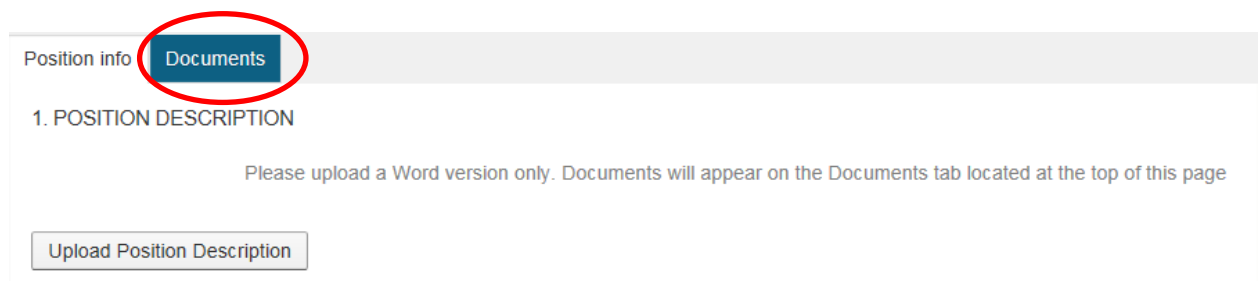 Position info Documents
1. POSITION DESCRIPTION
Please upload a Word version only. Documents will appear on the Documents tab located at the top of this page
Upload Position Description